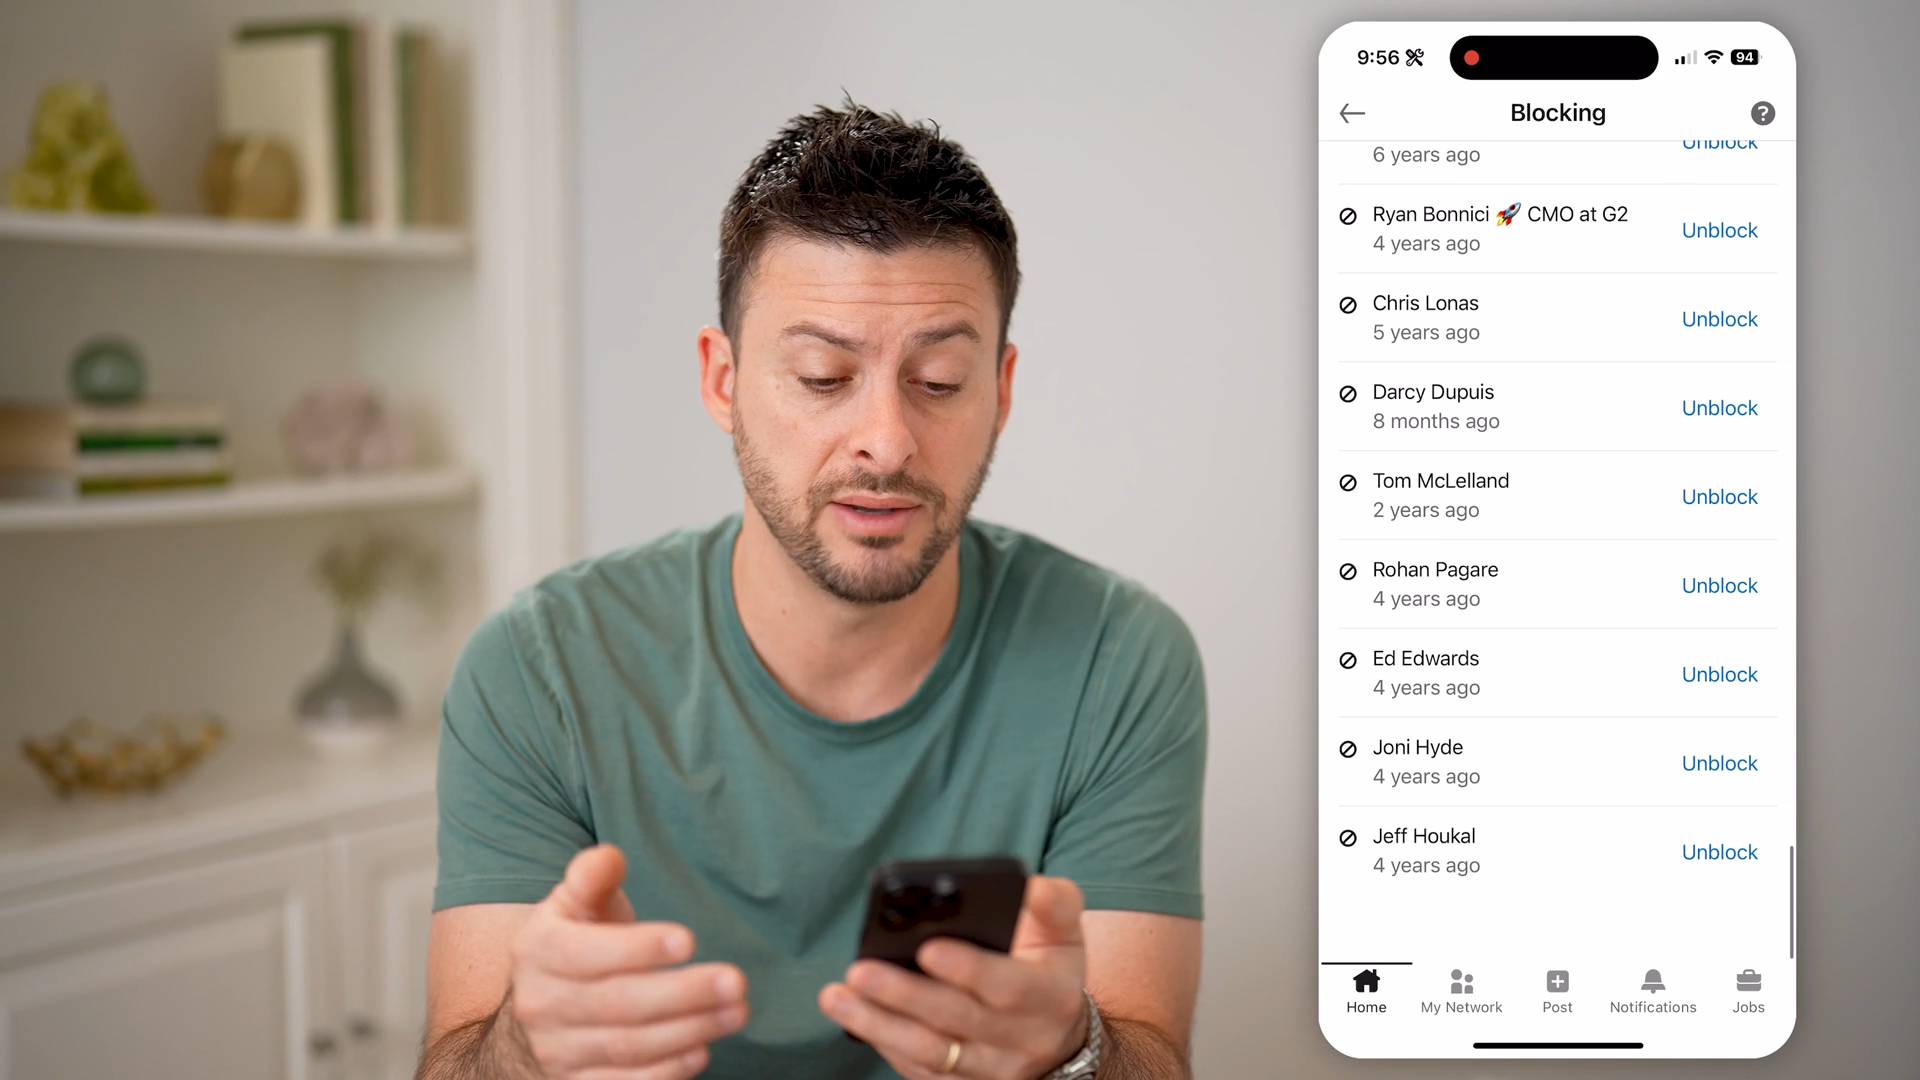 9:56
94
Blocking
?
6 years ago
Unblock
Ryan Bonnici 🚀 CMO at G2
4 years ago
Unblock
Chris Lonas
5 years ago
Unblock
Darcy Dupuis
8 months ago
Unblock
Tom McLelland
2 years ago
Unblock
Rohan Pagare
4 years ago
Unblock
Ed Edwards
4 years ago
Unblock
Joni Hyde
4 years ago
Unblock
Jeff Houkal
4 years ago
Unblock
Home
My Network
Post
Notifications
Jobs